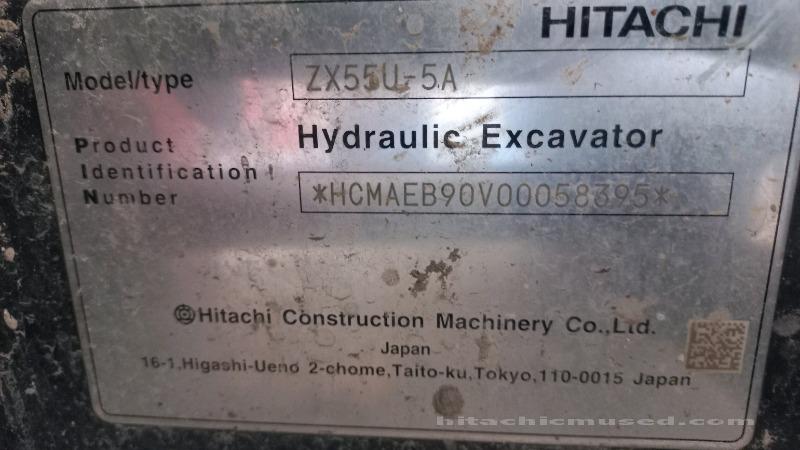 HITACHI
Model/type ZX55U-5A
Product Hydraulic Excavator
Identification
Number *HCMAEB90V00058395*
Hitachi Construction Machinery Co.,Ltd.
Japan
16-1,Higashi-Ueno 2-chome,Taito-ku,Tokyo,110-0015 Japan
hitachicmused.com